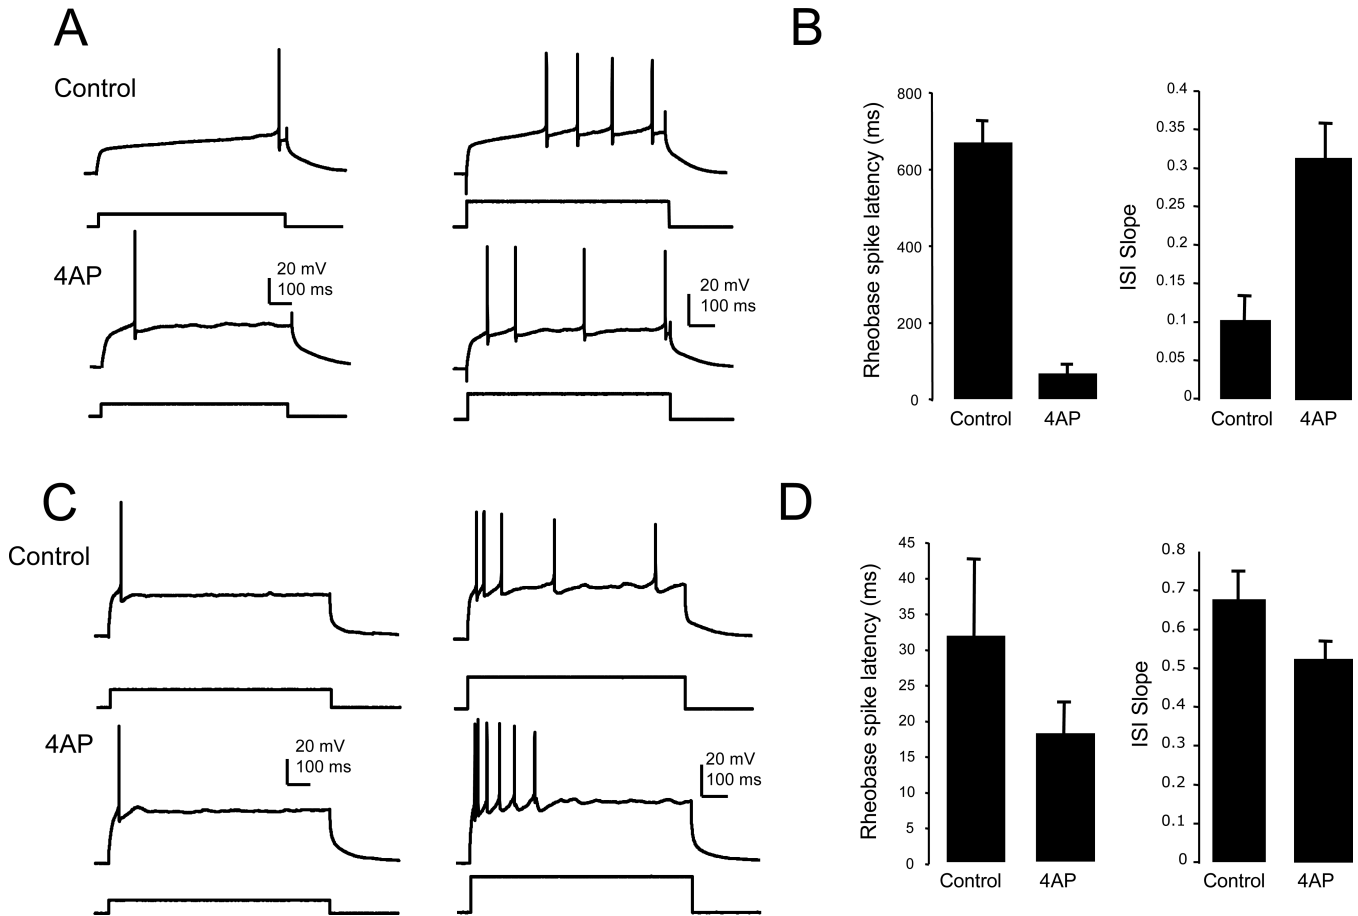 A
Control
4AP
20 mV
100 ms
20 mV
100 ms
B
Rheobase spike latency (ms)
800
600
400
200
0
Control 4AP
ISI Slope
0.4
0.35
0.3
0.25
0.2
0.15
0.1
0.05
0
Control 4AP
C
Control
4AP
20 mV
100 ms
20 mV
100 ms
D
Rheobase spike latency (ms)
45
40
35
30
25
20
15
10
5
0
Control 4AP
ISI Slope
0.8
0.7
0.6
0.5
0.4
0.3
0.2
0.1
0
Control 4AP